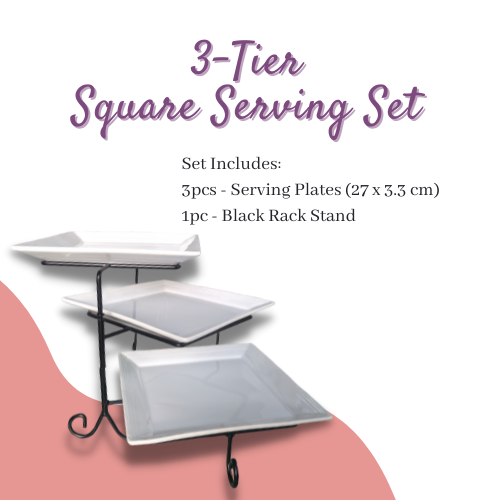 3-Tier
Square Serving Set
Set Includes:
3pcs - Serving Plates (27 x 3.3 cm)
1pc - Black Rack Stand